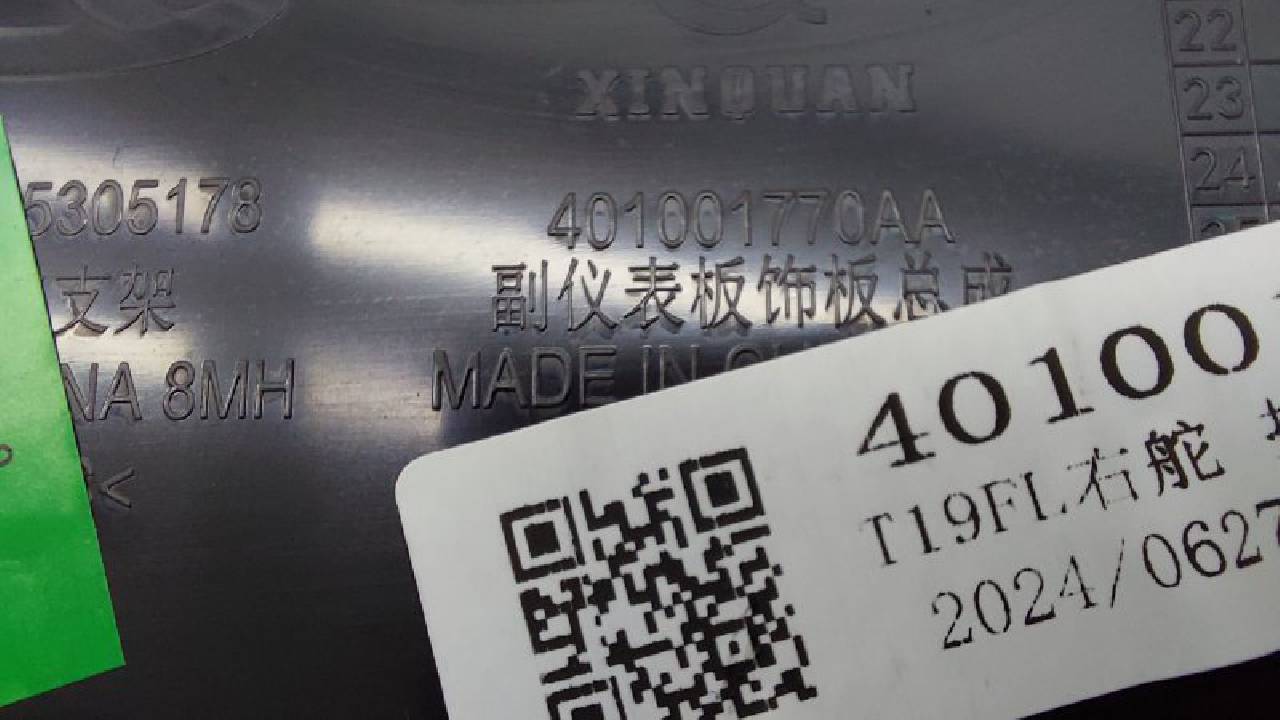 XINQUAN
22
23
24
5305178
支架
NA 8MH
<
401001770AA
副仪表板饰板总成
MADE IN
40100
T19FL右舵
2024/0627